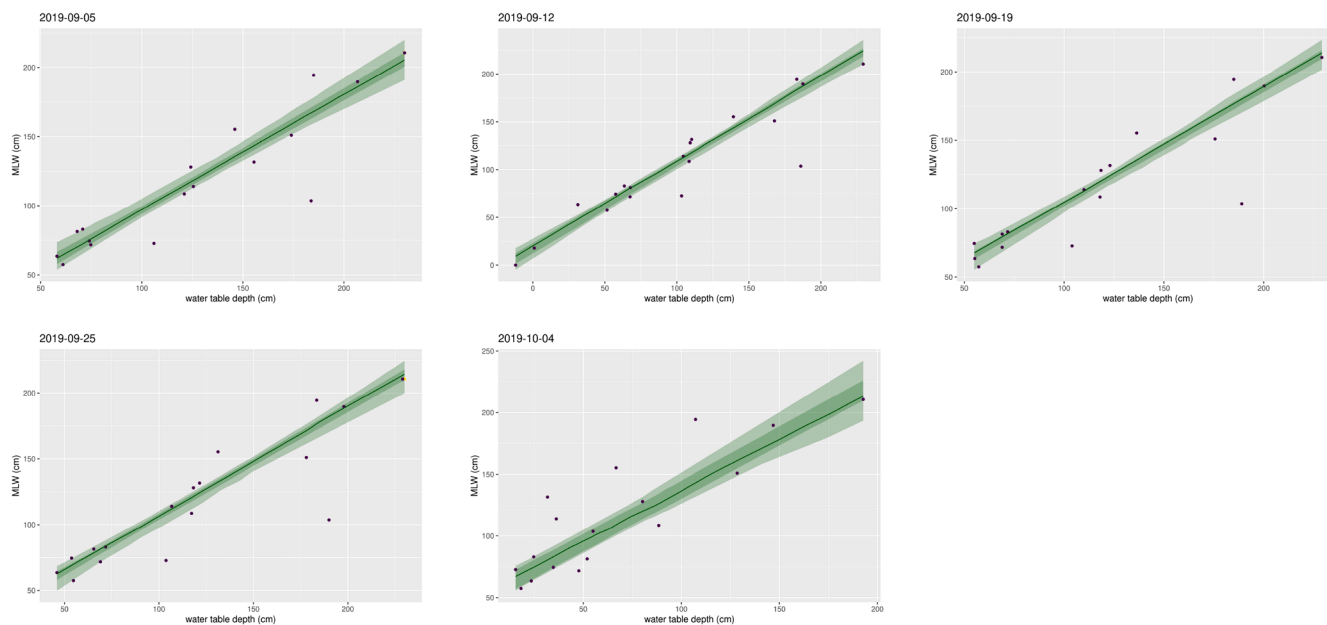 2019-09-05
200
150
100
50
MLW (cm)
50 100 150 200
water table depth (cm)
2019-09-12
200
150
100
50
0
MLW (cm)
0 50 100 150 200
water table depth (cm)
2019-09-19
200
150
100
50
MLW (cm)
50 100 150 200
water table depth (cm)
2019-09-25
200
150
100
50
MLW (cm)
50 100 150 200
water table depth (cm)
2019-10-04
250
200
150
100
50
MLW (cm)
50 100 150 200
water table depth (cm)